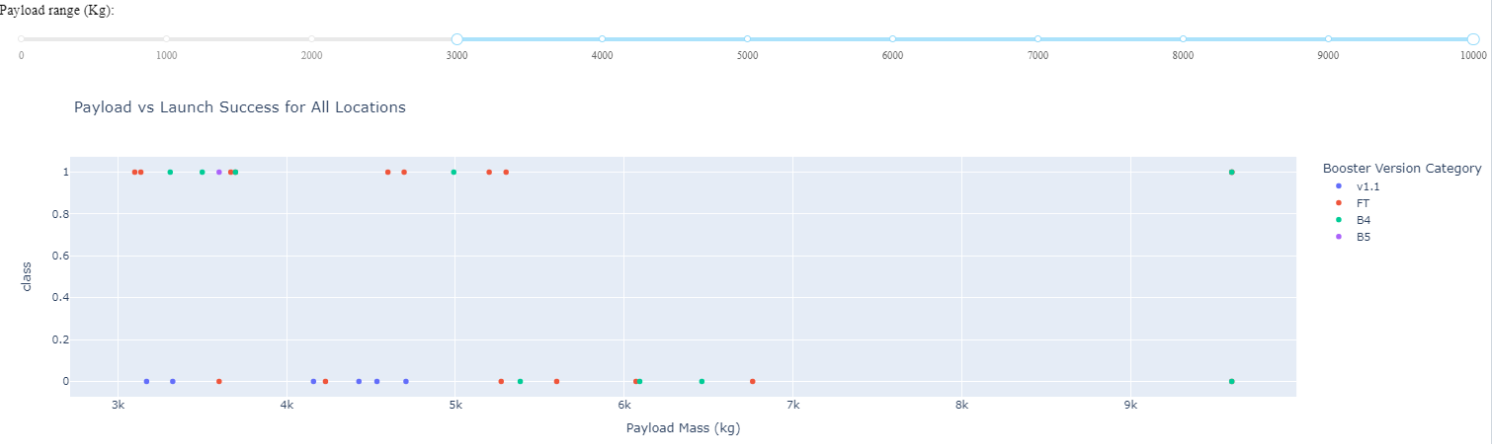 Payload range (Kg):
0 1000 2000 3000 4000 5000 6000 7000 8000 9000 10000
Payload vs Launch Success for All Locations
1
0.8
0.6
0.4
0.2
0
class
3k 4k 5k 6k 7k 8k 9k
Payload Mass (kg)
Booster Version Category
v1.1
FT
B4
B5